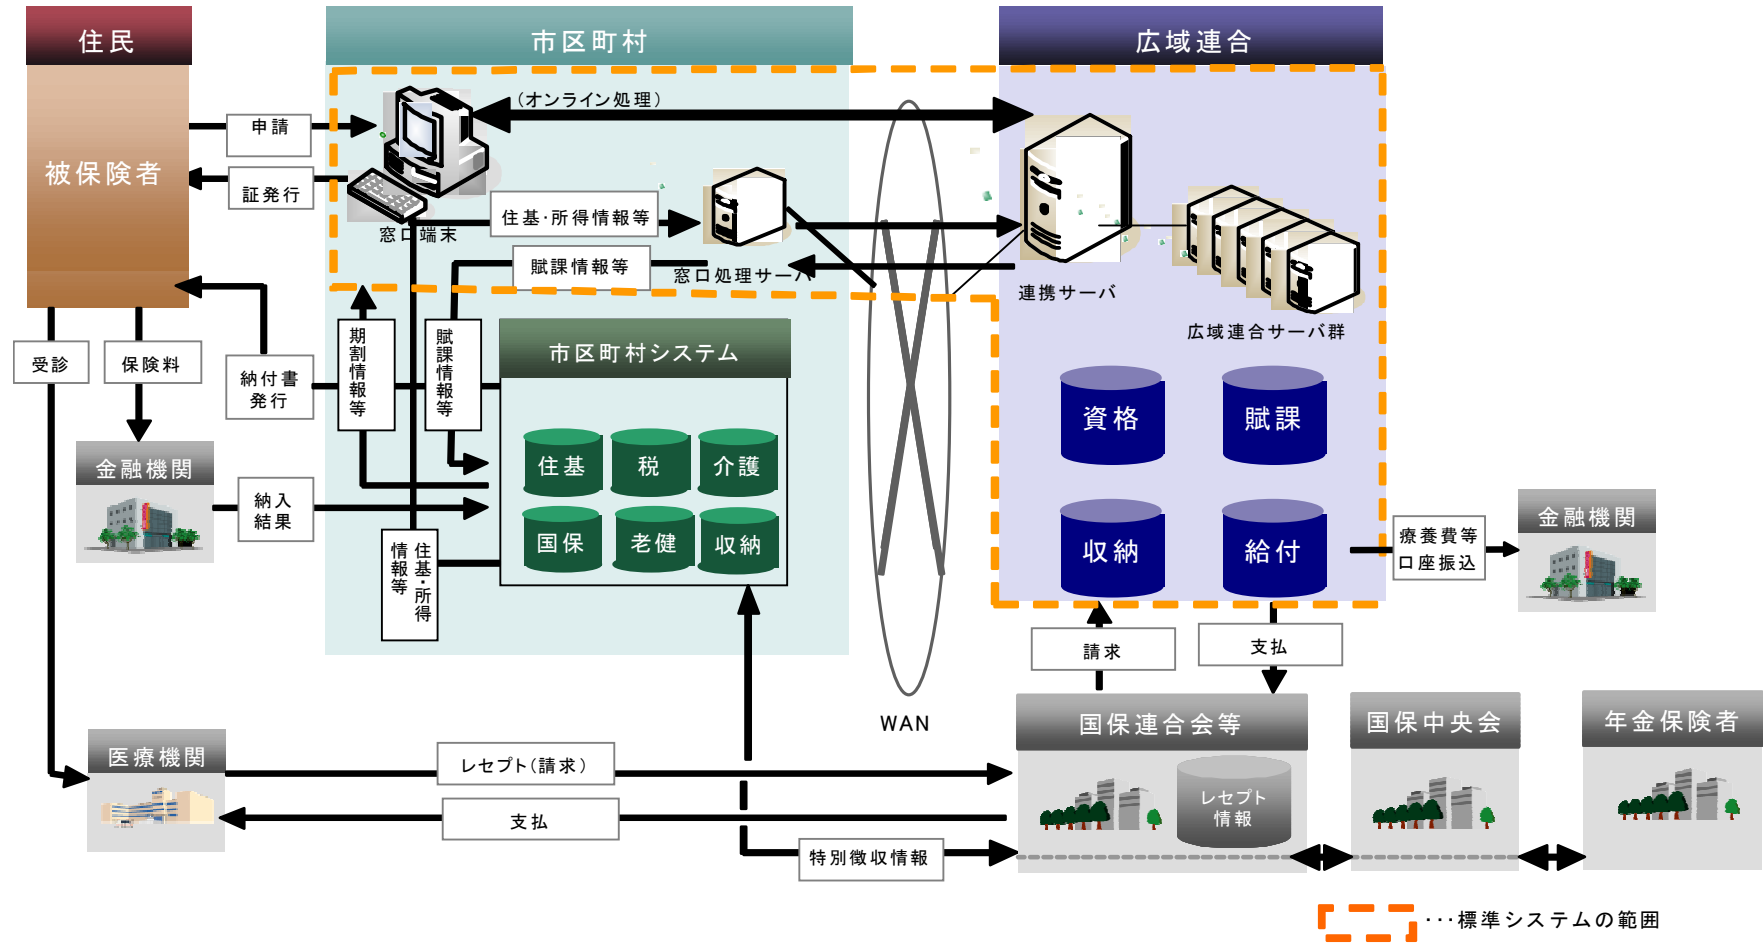 住民
市区町村
広域連合
被保険者
申請
証発行
(オンライン処理)
窓口端末
住基･所得情報等
賦課情報等
窓口処理サーバ
連携サーバ
広域連合サーバ群
受診
保険料
納付書
発行
期割情報等
賦課情報等
市区町村システム
住基
税
介護
国保
老健
収納
資格
賦課
収納
給付
金融機関
納入
結果
住基・所得
情報等
療養費等
口座振込
金融機関
請求
支払
WAN
国保連合会等
国保中央会
年金保険者
医療機関
レセプト(請求)
支払
レセプト
情報
特別徴収情報
･･･標準システムの範囲